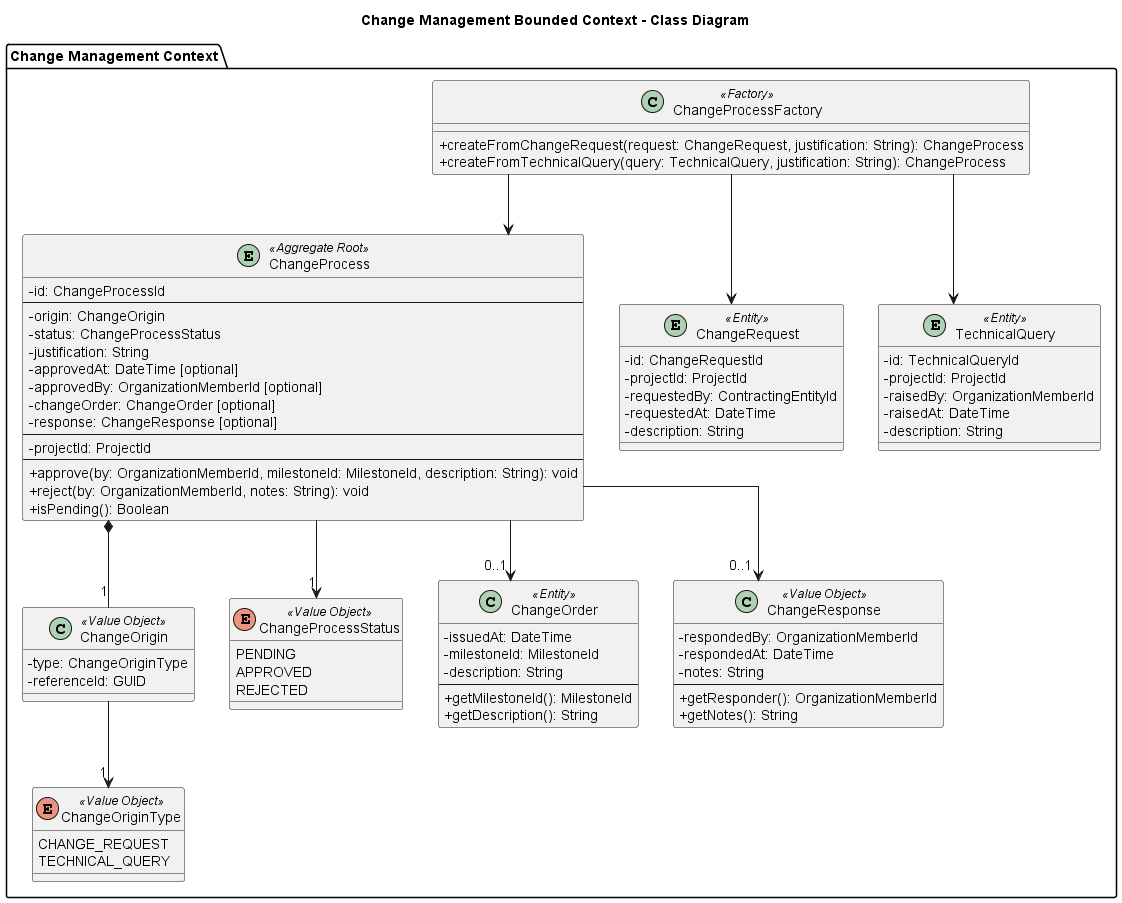 Change Management Bounded Context - Class Diagram
Change Management Context
C
«Factory»
ChangeProcessFactory
+createFromChangeRequest(request: ChangeRequest, justification: String): ChangeProcess
+createFromTechnicalQuery(query: TechnicalQuery, justification: String): ChangeProcess
E
«Aggregate Root»
ChangeProcess
-id: ChangeProcessId
-origin: ChangeOrigin
-status: ChangeProcessStatus
-justification: String
-approvedAt: DateTime [optional]
-approvedBy: OrganizationMemberId [optional]
-changeOrder: ChangeOrder [optional]
-response: ChangeResponse [optional]
-projectId: ProjectId
+approve(by: OrganizationMemberId, milestoneId: MilestoneId, description: String): void
+reject(by: OrganizationMemberId, notes: String): void
+isPending(): Boolean
E
«Entity»
ChangeRequest
-id: ChangeRequestId
-projectId: ProjectId
-requestedBy: ContractingEntityId
-requestedAt: DateTime
-description: String
E
«Entity»
TechnicalQuery
-id: TechnicalQueryId
-projectId: ProjectId
-raisedBy: OrganizationMemberId
-raisedAt: DateTime
-description: String
1
1
0..1
0..1
C
«Value Object»
ChangeOrigin
-type: ChangeOriginType
-referenceId: GUID
E
«Value Object»
ChangeProcessStatus
PENDING
APPROVED
REJECTED
C
«Entity»
ChangeOrder
-issuedAt: DateTime
-milestoneId: MilestoneId
-description: String
+getMilestoneId(): MilestoneId
+getDescription(): String
C
«Value Object»
ChangeResponse
-respondedBy: OrganizationMemberId
-respondedAt: DateTime
-notes: String
+getResponder(): OrganizationMemberId
+getNotes(): String
1
E
«Value Object»
ChangeOriginType
CHANGE_REQUEST
TECHNICAL_QUERY